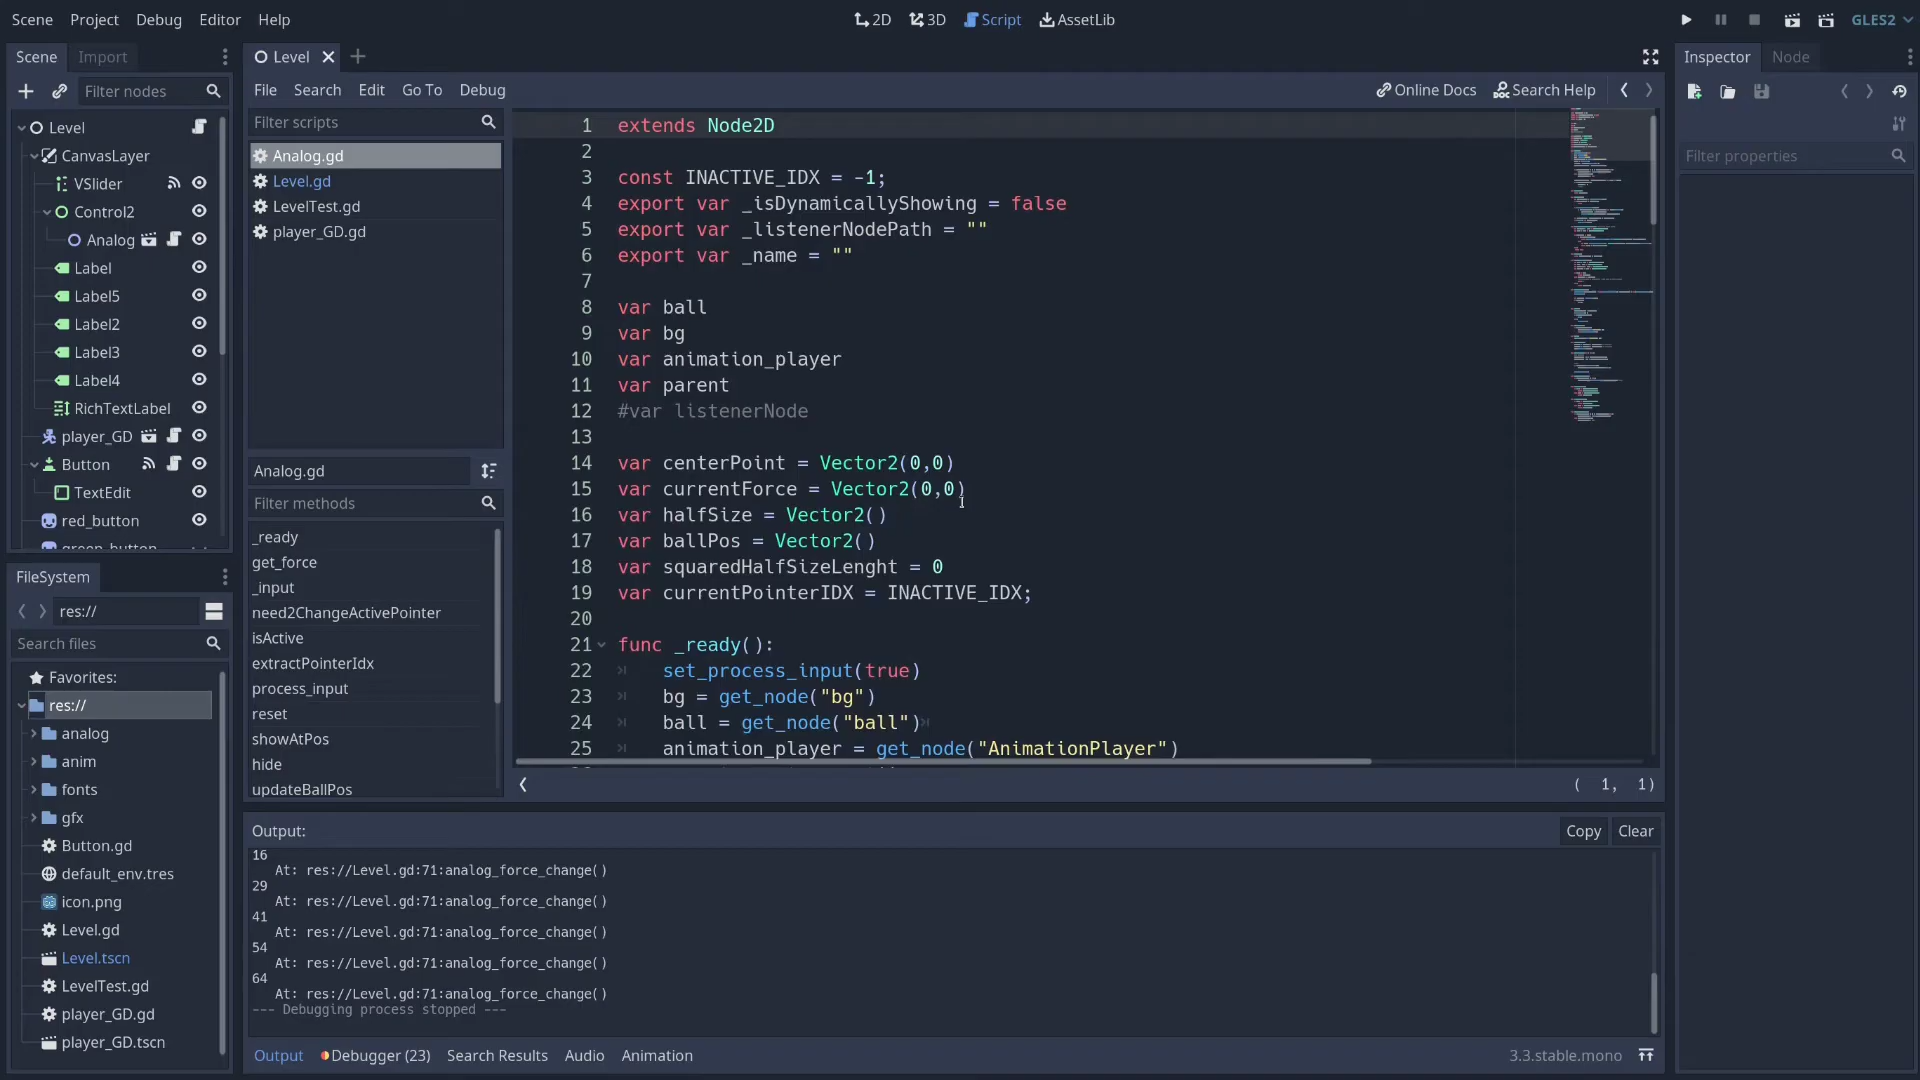 Scene Project Debug Editor Help
2D 3D Script AssetLib
GLES2
Scene Import
Filter nodes
Level
CanvasLayer
VSlider
Control2
Analog
Label
Label5
Label2
Label3
Label4
RichTextLabel
player_GD
Button
TextEdit
red_button
green_button
FileSystem
res://
Search files
Favorites:
res://
analog
anim
fonts
gfx
Button.gd
default_env.tres
icon.png
Level.gd
Level.tscn
LevelTest.gd
player_GD.gd
player_GD.tscn
Level
File Search Edit Go To Debug
Online Docs Search Help
Filter scripts
Analog.gd
Level.gd
LevelTest.gd
player_GD.gd
Analog.gd
Filter methods
_ready
get_force
_input
need2ChangeActivePointer
isActive
extractPointerIdx
process_input
reset
showAtPos
hide
updateBallPos
1 extends Node2D
2
3 const INACTIVE_IDX = -1;
4 export var _isDynamicallyShowing = false
5 export var _listenerNodePath = ""
6 export var _name = ""
7
8 var ball
9 var bg
10 var animation_player
11 var parent
12 #var listenerNode
13
14 var centerPoint = Vector2(0,0)
15 var currentForce = Vector2(0,0)
16 var halfSize = Vector2()
17 var ballPos = Vector2()
18 var squaredHalfSizeLenght = 0
19 var currentPointerIDX = INACTIVE_IDX;
20
21 func _ready():
22 set_process_input(true)
23 bg = get_node("bg")
24 ball = get_node("ball")
25 animation_player = get_node("AnimationPlayer")
( 1, 1)
Output:
Copy Clear
16
At: res://Level.gd:71:analog_force_change()
29
At: res://Level.gd:71:analog_force_change()
41
At: res://Level.gd:71:analog_force_change()
54
At: res://Level.gd:71:analog_force_change()
64
At: res://Level.gd:71:analog_force_change()
--- Debugging process stopped ---
Output Debugger (23) Search Results Audio Animation
3.3.stable.mono
Inspector Node
Filter properties